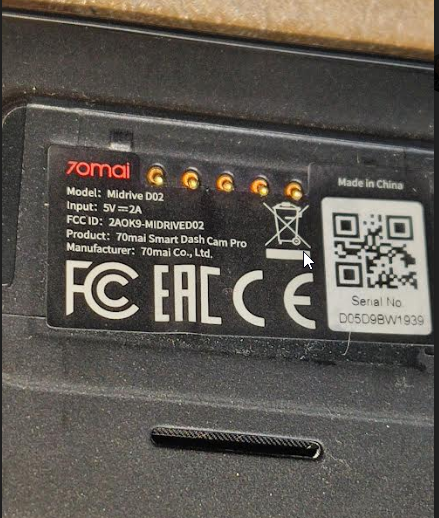 70mai
Model: Midrive D02
Input: 5V⎓2A
FCC ID: 2AOK9-MIDRIVED02
Product: 70mai Smart Dash Cam Pro
Manufacturer: 70mai Co., Ltd.
FC EAC CE
Made in China
Serial No
D05D9BW1939